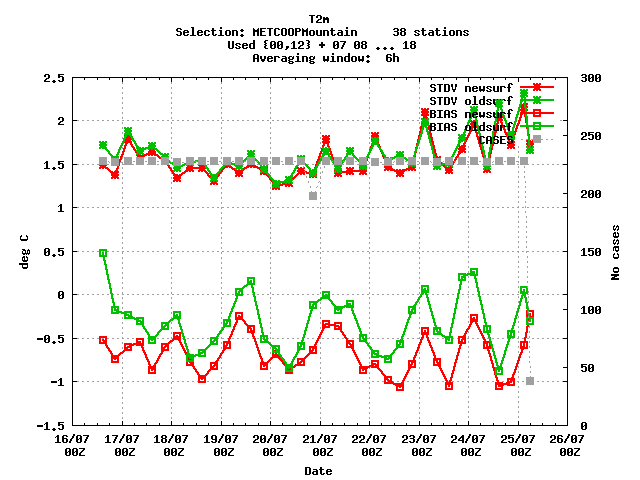 T2m
Selection: METCOOPMountain 38 stations
Used {00,12} + 07 08 ... 18
Averaging window: 6h
STDV newsurf
STDV oldsurf
BIAS newsurf
BIAS oldsurf
CASES
2.5
2
1.5
1
0.5
0
-0.5
-1
-1.5
deg C
300
250
200
150
100
50
0
No cases
16/07 17/07 18/07 19/07 20/07 21/07 22/07 23/07 24/07 25/07 26/07
00Z 00Z 00Z 00Z 00Z 00Z 00Z 00Z 00Z 00Z 00Z
Date